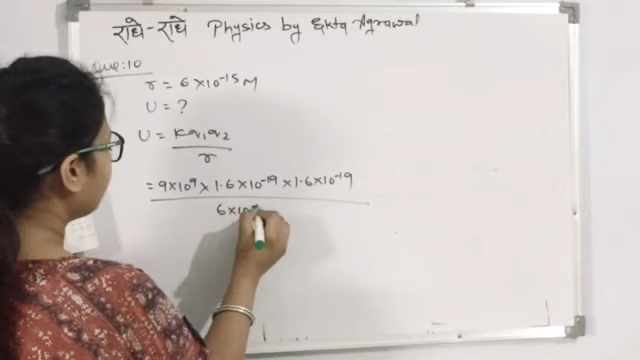 राधे-राधे Physics by Ekta Agrawal
Que:10
r = 6×10⁻¹⁵ M
U = ?
U = Kq₁q₂
r
= 9×10⁹ × 1.6×10⁻¹⁹ × 1.6×10⁻¹⁹
6×10